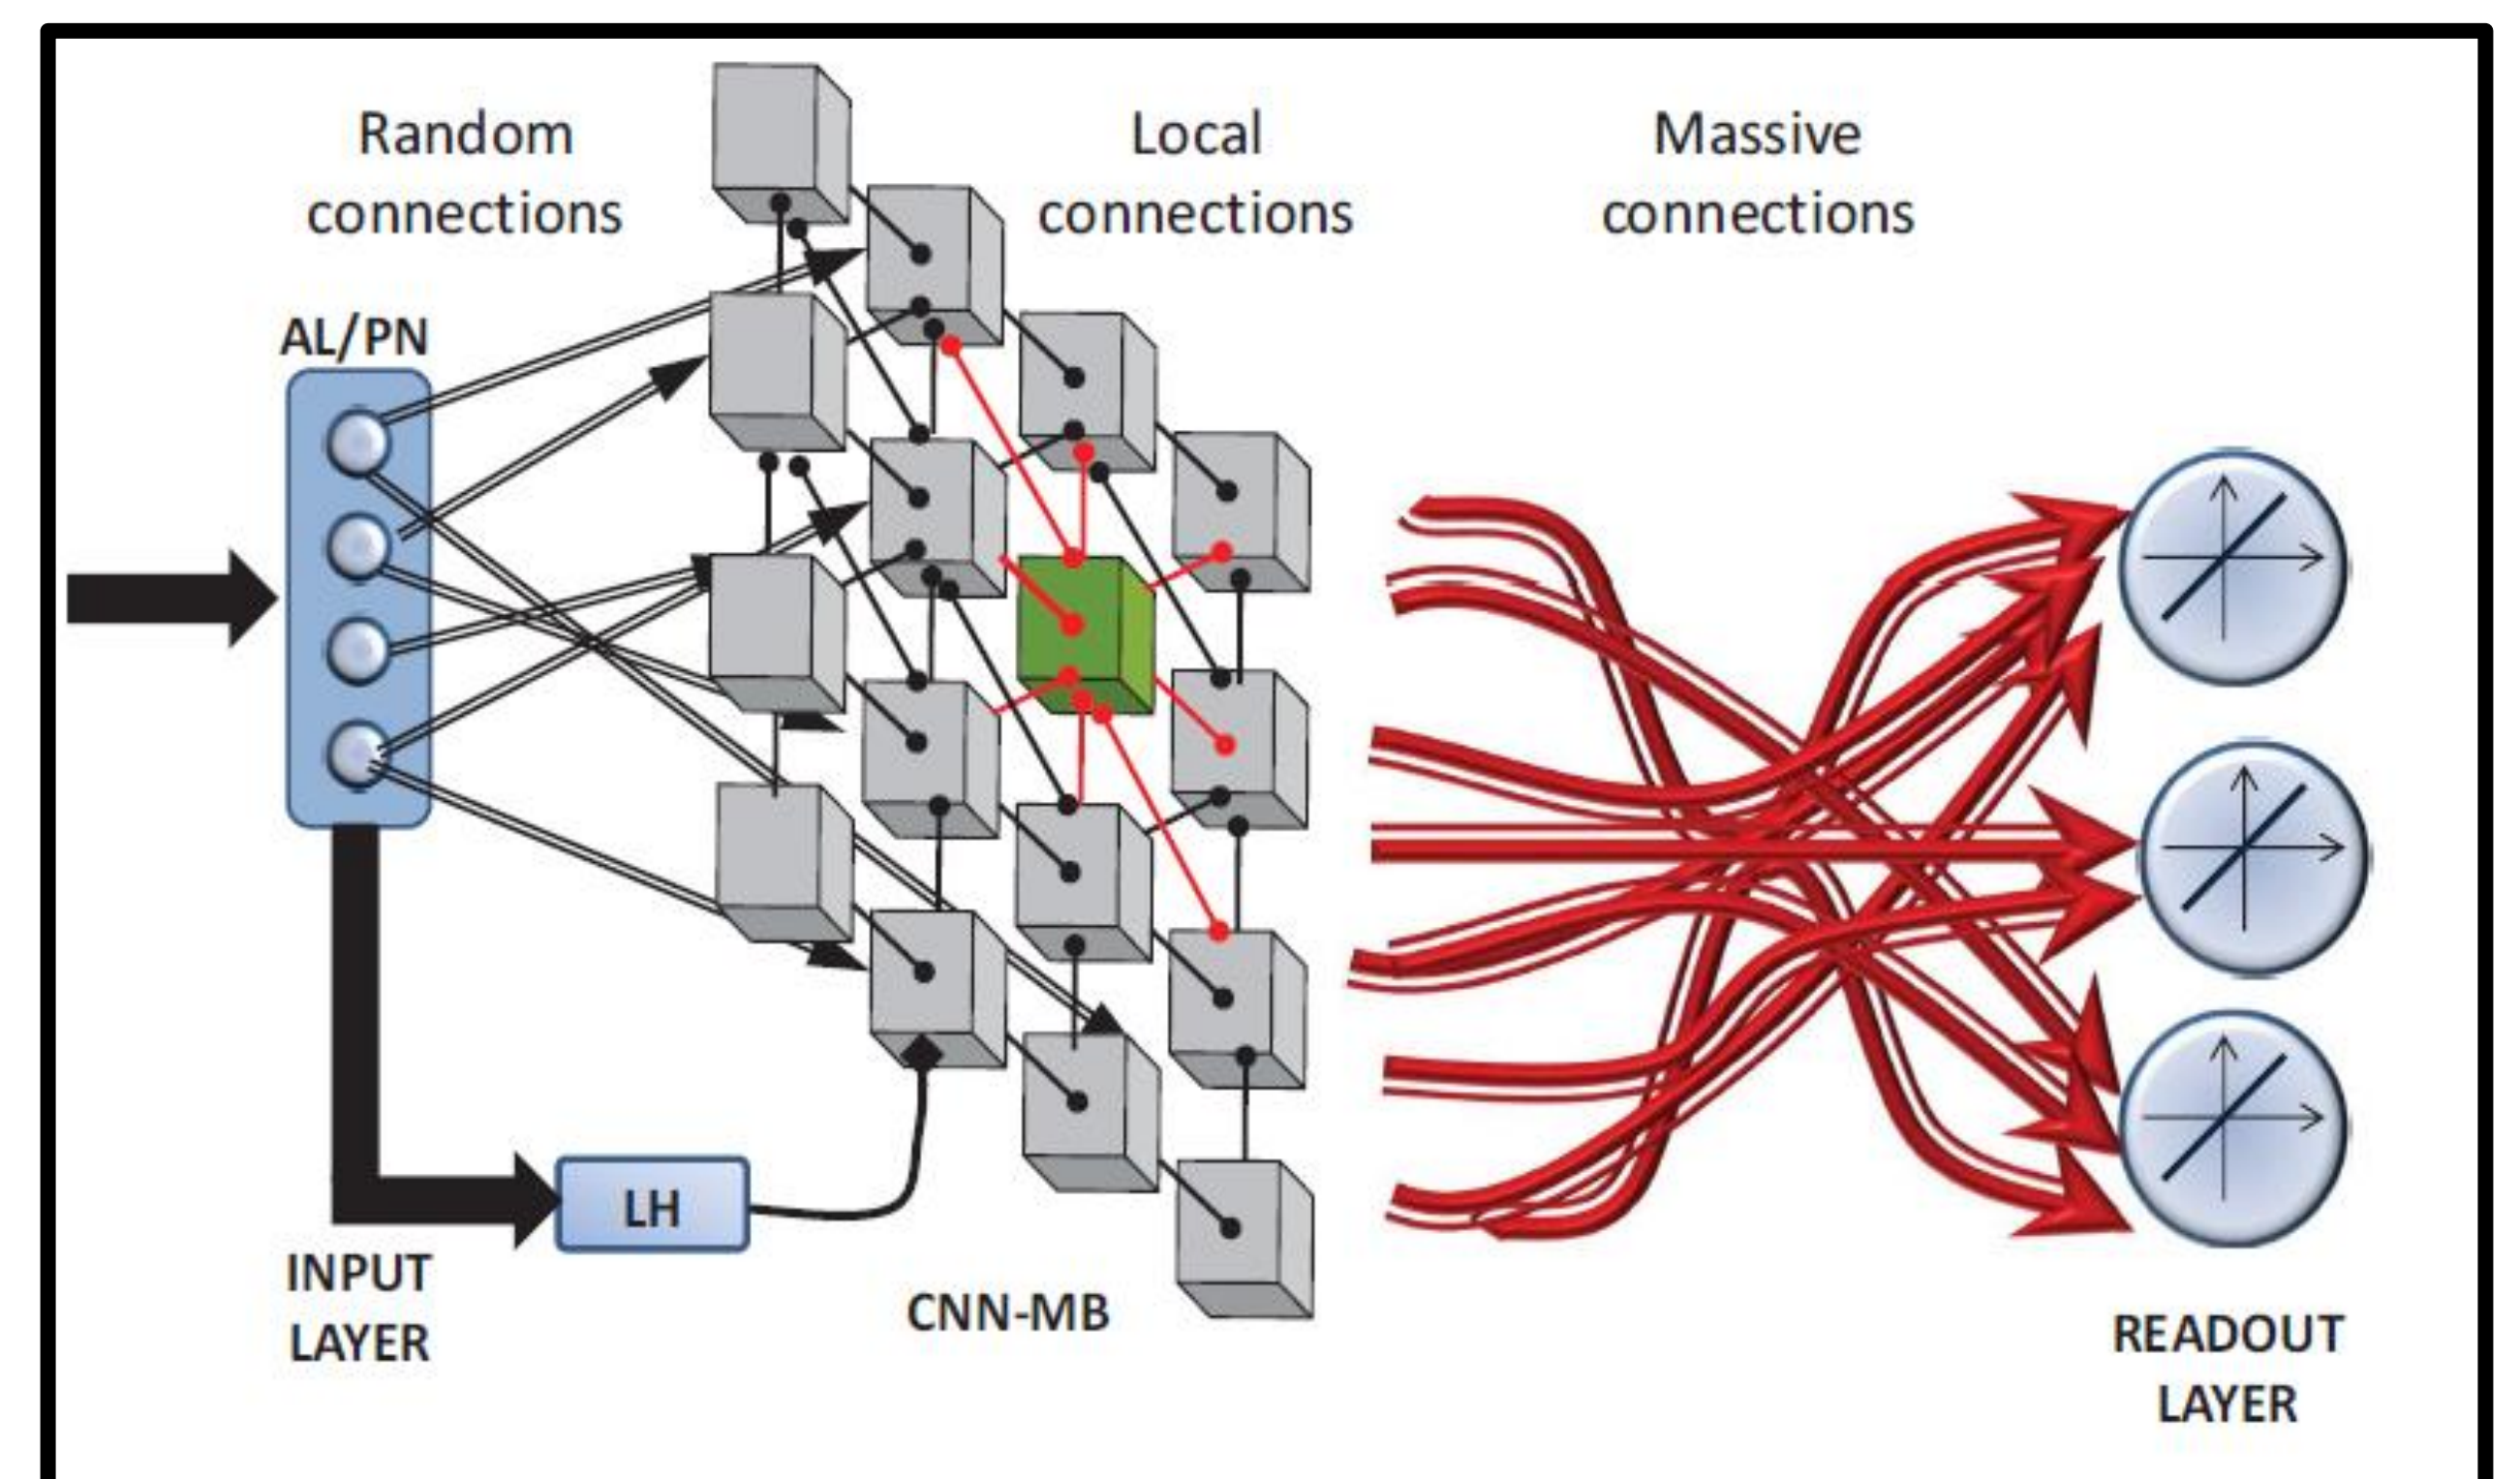 Random
connections
Local
connections
Massive
connections
AL/PN
LH
INPUT
LAYER
CNN-MB
READOUT
LAYER